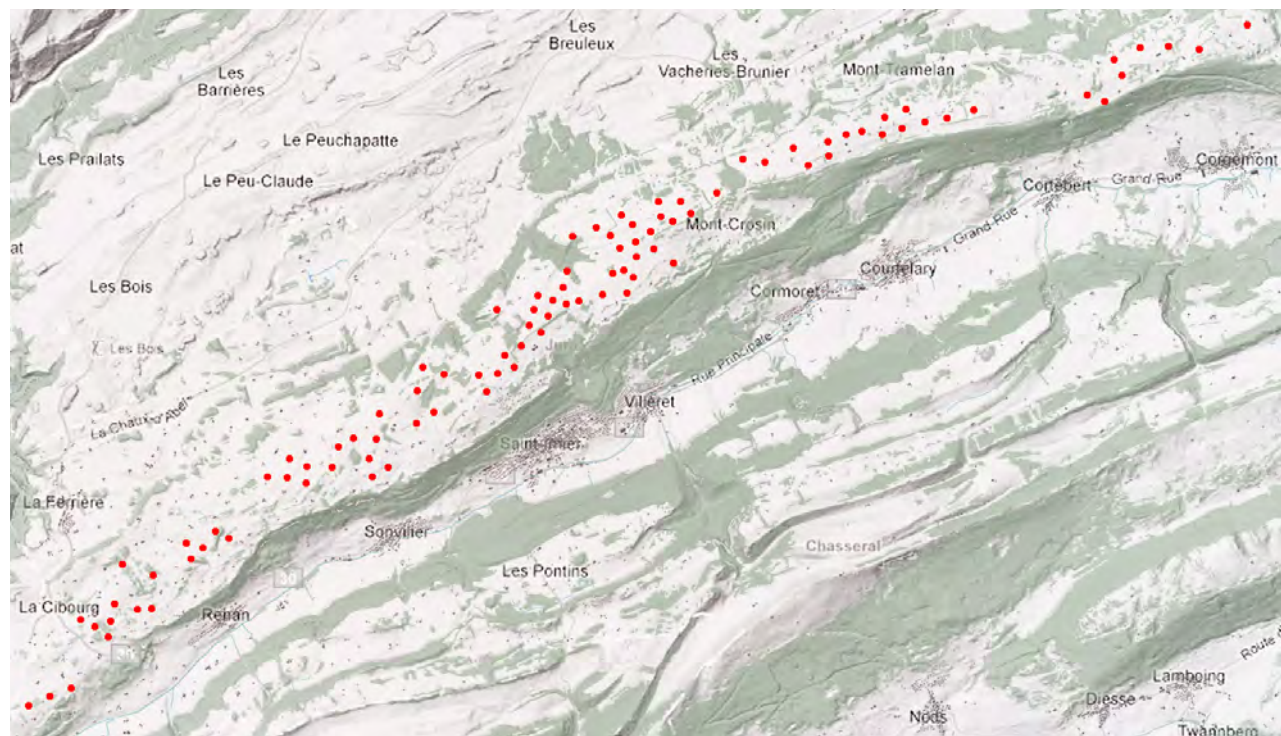 Les
Breuleux
Les
Vacheries-Brunier
Les
Barrières
Mont-Tramelan
Le Peuchapatte
Les Prailats
Corgémont
Grand-Rue
Le Peu-Claude
Cortébert
Mont-Crosin
Grand-Rue
at
Courtelary
Les Bois
Cormoret
Les Bois
Rue Principale
La Chaux-d'Abel
Villeret
Saint-Imier
La Ferrière
Sonvilier
Chasseral
Les Pontins
La Cibourg
Renan
Route
Lamboing
Diesse
Nods
Twannberg